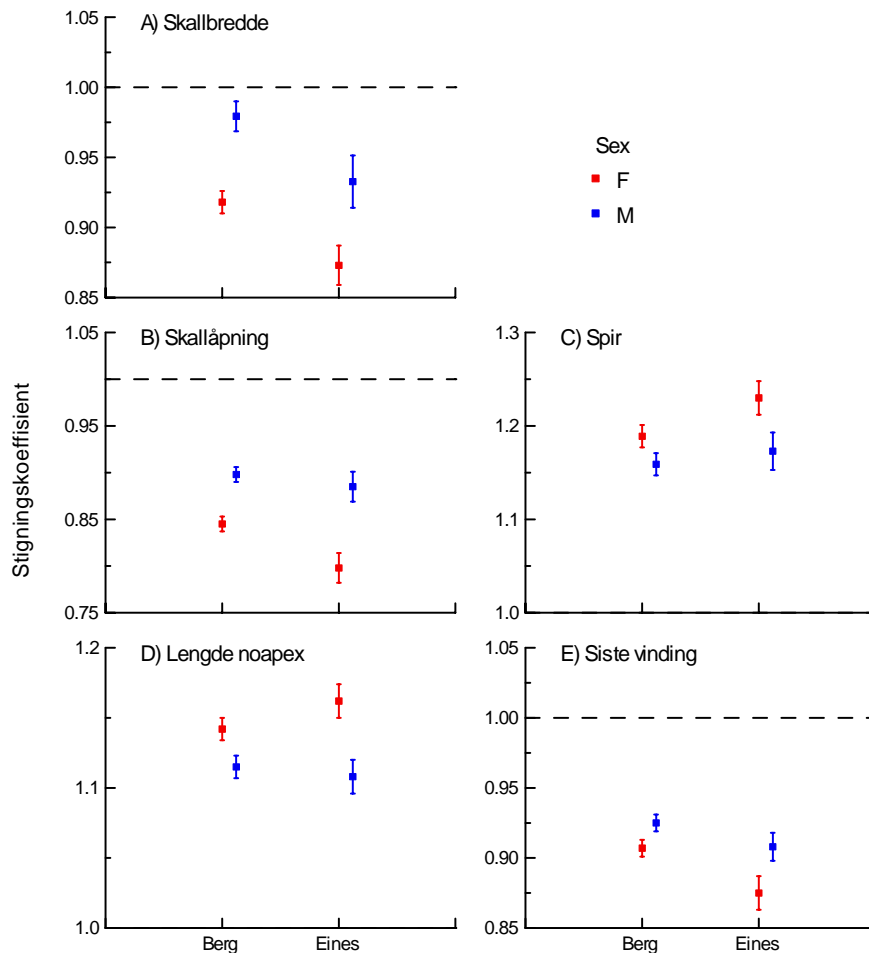 A) Skallbredde
1.05
1.00
0.95
0.90
0.85
Sex
F
M
Stigningskoeffisient
B) Skallåpning
1.05
0.95
0.85
0.75
C) Spir
1.3
1.2
1.1
1.0
D) Lengde noapex
1.2
1.1
1.0
Berg Eines
E) Siste vinding
1.05
1.00
0.95
0.90
0.85
Berg Eines